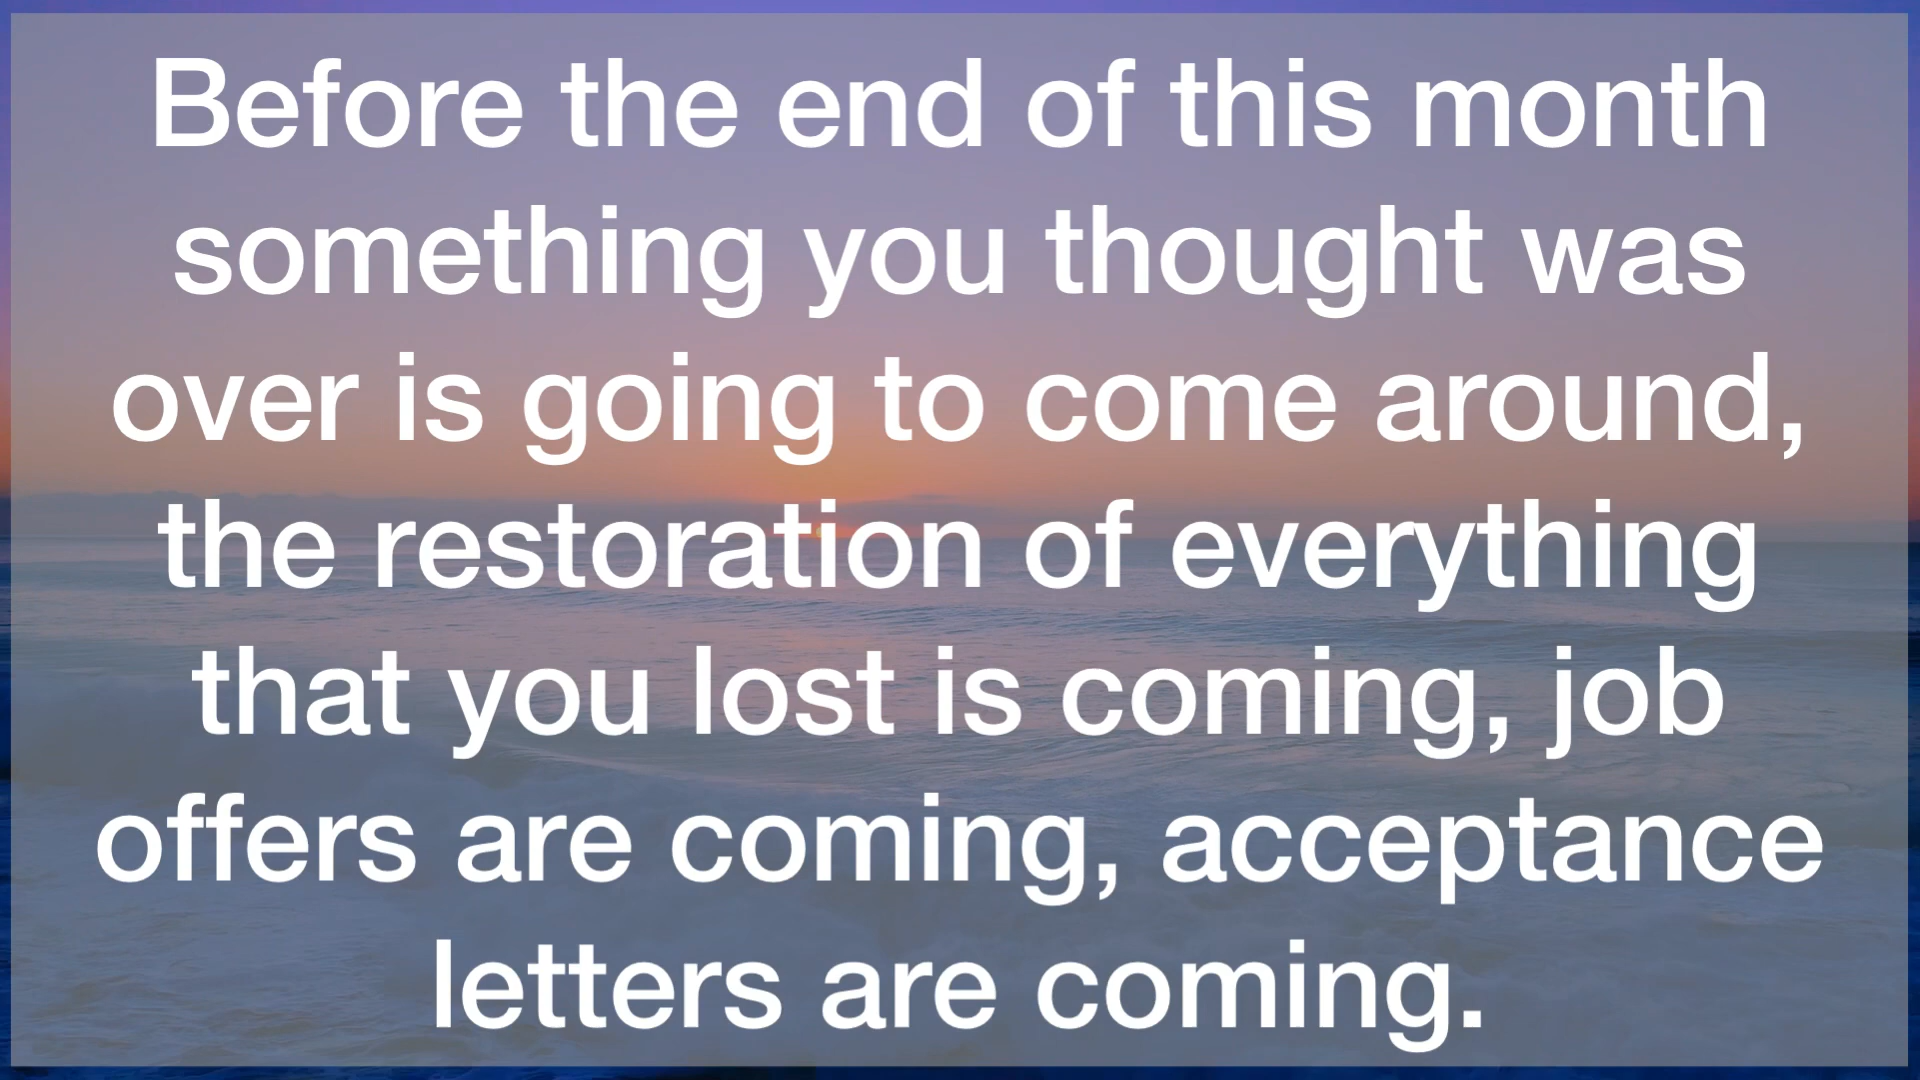 Before the end of this month
something you thought was
over is going to come around,
the restoration of everything
that you lost is coming, job
offers are coming, acceptance
letters are coming.